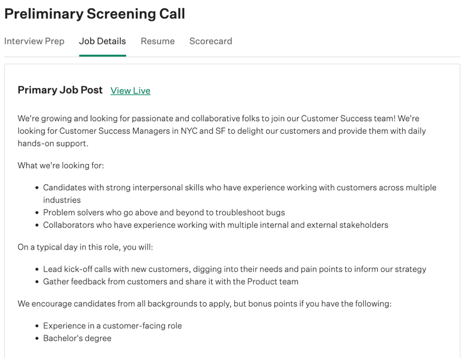 Preliminary Screening Call
Interview Prep Job Details Resume Scorecard
Primary Job Post View Live
We're growing and looking for passionate and collaborative folks to join our Customer Success team! We're
looking for Customer Success Managers in NYC and SF to delight our customers and provide them with daily
hands-on support.
What we're looking for:
• Candidates with strong interpersonal skills who have experience working with customers across multiple
industries
• Problem solvers who go above and beyond to troubleshoot bugs
• Collaborators who have experience working with multiple internal and external stakeholders
On a typical day in this role, you will:
• Lead kick-off calls with new customers, digging into their needs and pain points to inform our strategy
• Gather feedback from customers and share it with the Product team
We encourage candidates from all backgrounds to apply, but bonus points if you have the following:
• Experience in a customer-facing role
• Bachelor's degree